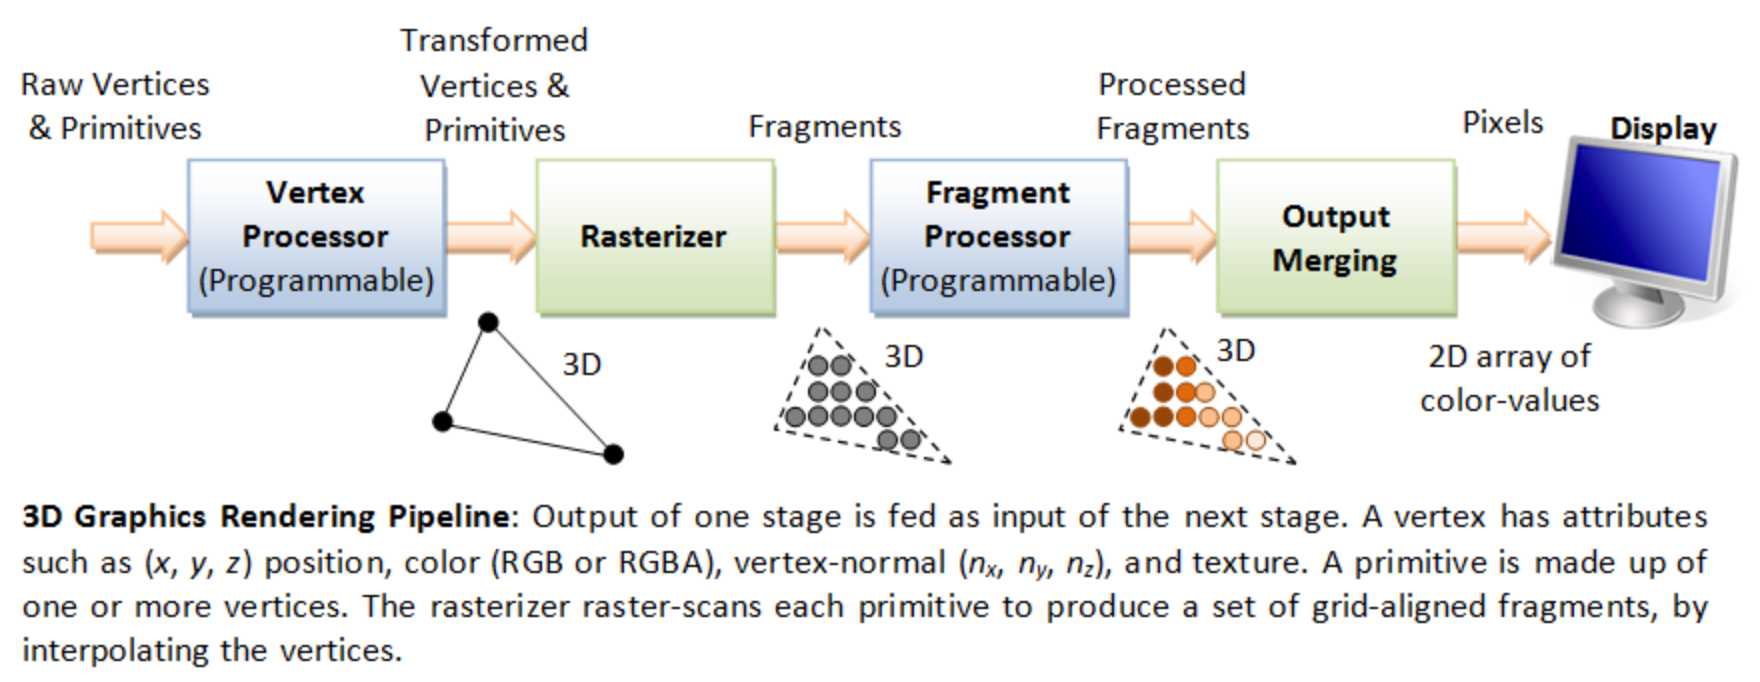 Raw Vertices
& Primitives
Transformed
Vertices &
Primitives
Fragments
Processed
Fragments
Pixels
Display
Vertex
Processor
(Programmable)
Rasterizer
Fragment
Processor
(Programmable)
Output
Merging
3D
3D
3D
2D array of
color-values
3D Graphics Rendering Pipeline: Output of one stage is fed as input of the next stage. A vertex has attributes
such as (x, y, z) position, color (RGB or RGBA), vertex-normal (nx, ny, nz), and texture. A primitive is made up of
one or more vertices. The rasterizer raster-scans each primitive to produce a set of grid-aligned fragments, by
interpolating the vertices.